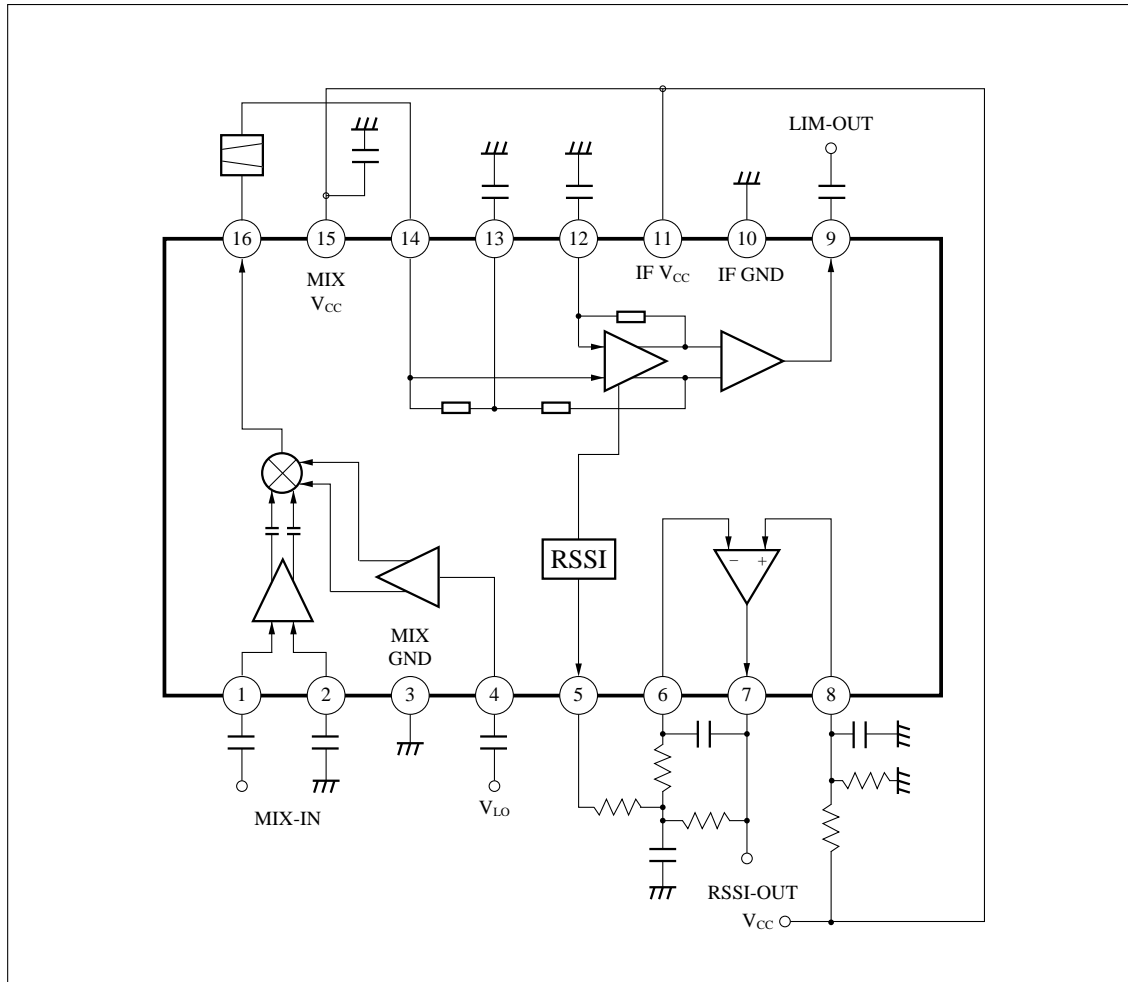 LIM-OUT
16
15
14
13
12
11
10
9
MIX
VCC
IF VCC
IF GND
RSSI
− +
MIX
GND
1
2
3
4
5
6
7
8
MIX-IN
VLO
RSSI-OUT
VCC